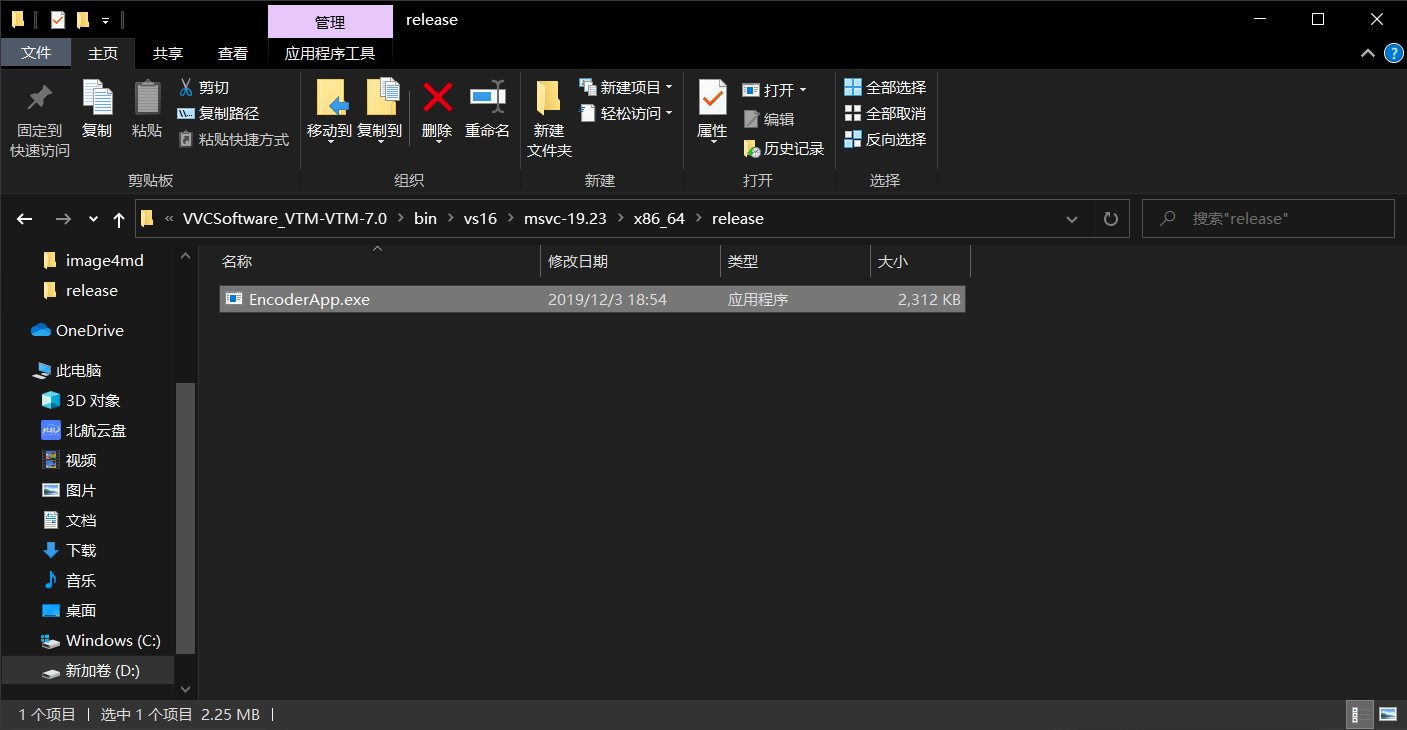 管理
release
文件
主页
共享
查看
应用程序工具
?
固定到
快速访问
复制
粘贴
剪切
复制路径
粘贴快捷方式
剪贴板
移动到
复制到
删除
重命名
组织
新建
文件夹
新建项目
轻松访问
新建
属性
打开
编辑
历史记录
打开
全部选择
全部取消
反向选择
选择
« VVCSoftware_VTM-VTM-7.0 > bin > vs16 > msvc-19.23 > x86_64 > release
搜索"release"
image4md
release
OneDrive
此电脑
3D 对象
北航云盘
视频
图片
文档
下载
音乐
桌面
Windows (C:)
新加卷 (D:)
名称 修改日期 类型 大小
EncoderApp.exe 2019/12/3 18:54 应用程序 2,312 KB
1 个项目 选中 1 个项目 2.25 MB